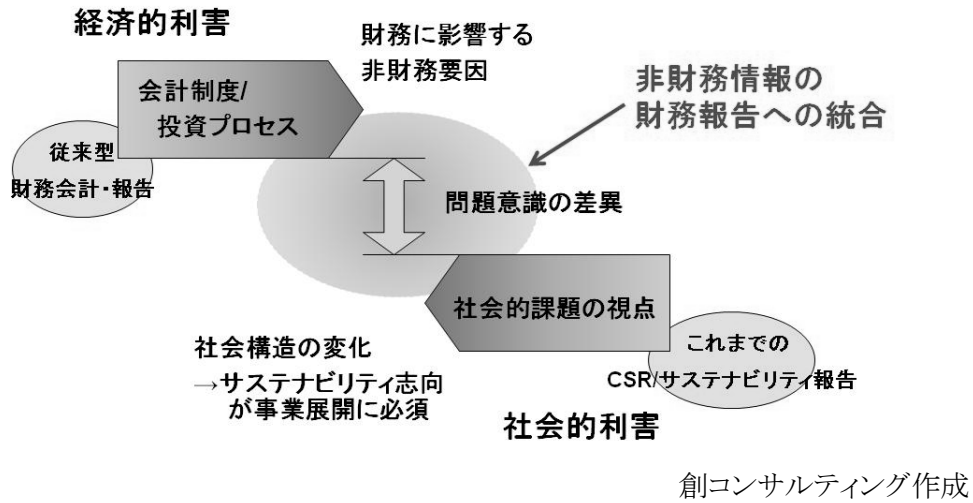 経済的利害
財務に影響する
非財務要因
会計制度/
投資プロセス
非財務情報の
財務報告への統合
従来型
財務会計・報告
問題意識の差異
社会的課題の視点
これまでの
CSR/サステナビリティ報告
社会構造の変化
→サステナビリティ志向
が事業展開に必須
社会的利害
創コンサルティング作成